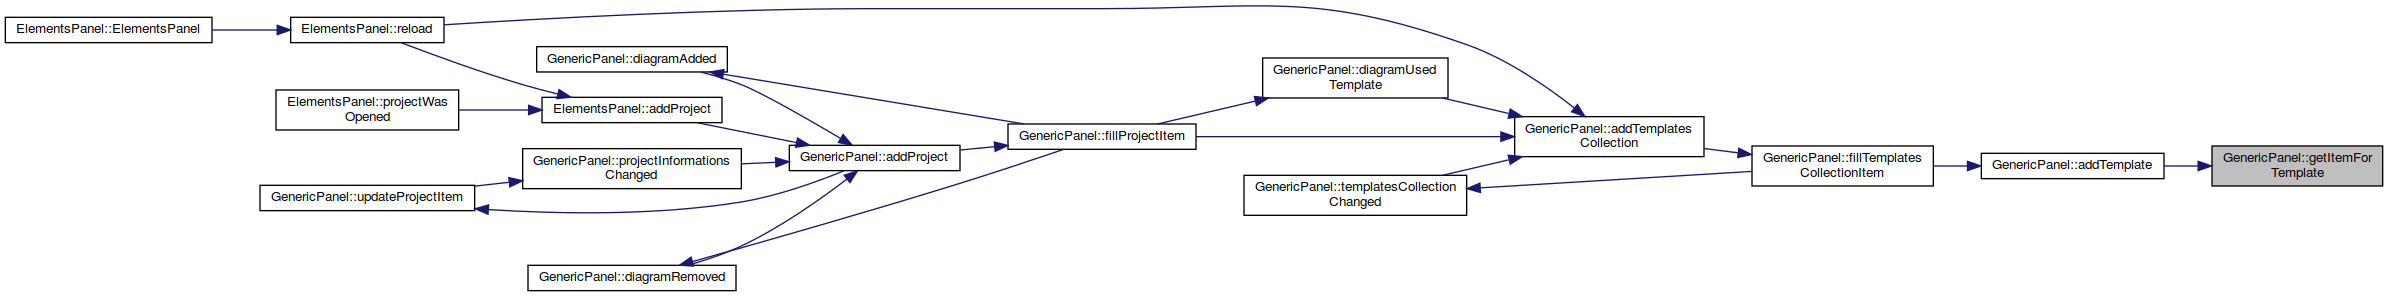 ElementsPanel::ElementsPanel
ElementsPanel::reload
GenericPanel::diagramAdded
ElementsPanel::projectWas
Opened
ElementsPanel::addProject
GenericPanel::projectInformations
Changed
GenericPanel::updateProjectItem
GenericPanel::diagramRemoved
GenericPanel::addProject
GenericPanel::fillProjectItem
GenericPanel::diagramUsed
Template
GenericPanel::templatesCollection
Changed
GenericPanel::addTemplates
Collection
GenericPanel::fillTemplates
CollectionItem
GenericPanel::addTemplate
GenericPanel::getItemFor
Template